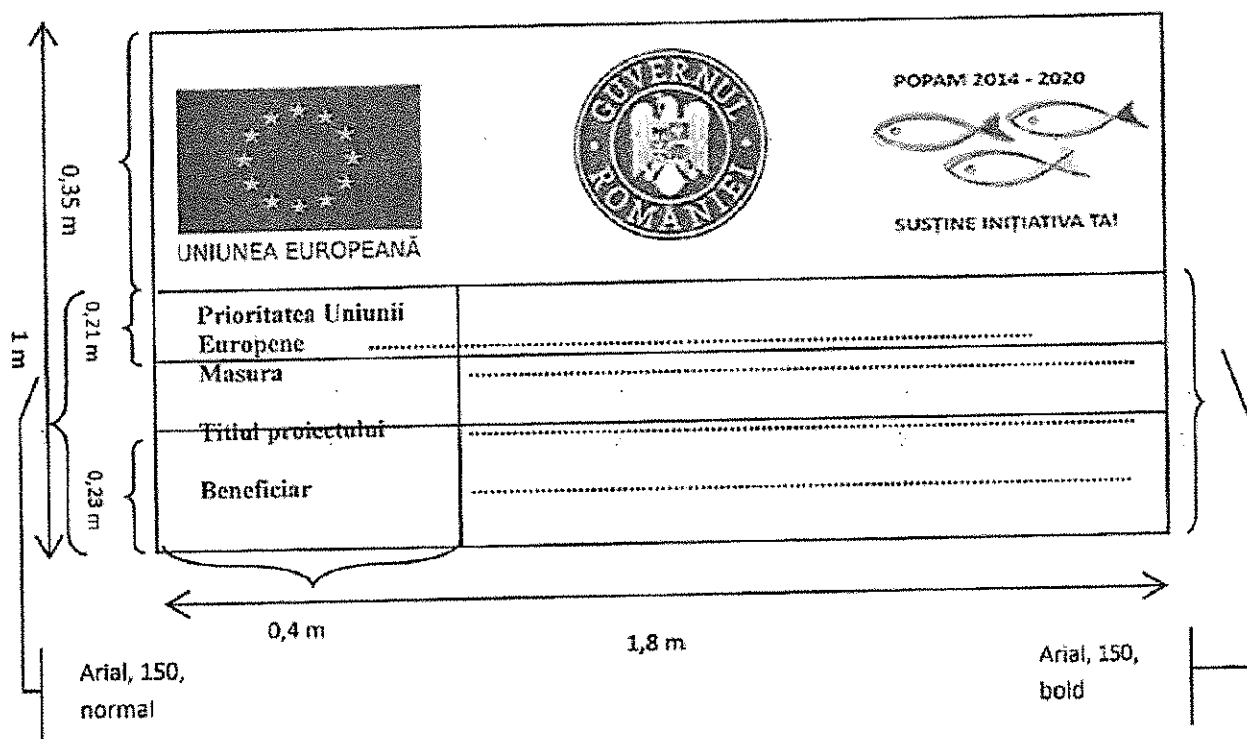 POPAM 2014 - 2020
GUVERNUL ROMÂNIEI
SUSȚINE INIȚIATIVA TA!
UNIUNEA EUROPEANĂ
0,35 m
1 m
0,21 m
0,23 m
Prioritatea Uniunii
Europene ........................................
Masura ........................................
Titlul proiectului ........................................
Beneficiar ........................................
0,4 m
1,8 m
Arial, 150,
normal
Arial, 150,
bold